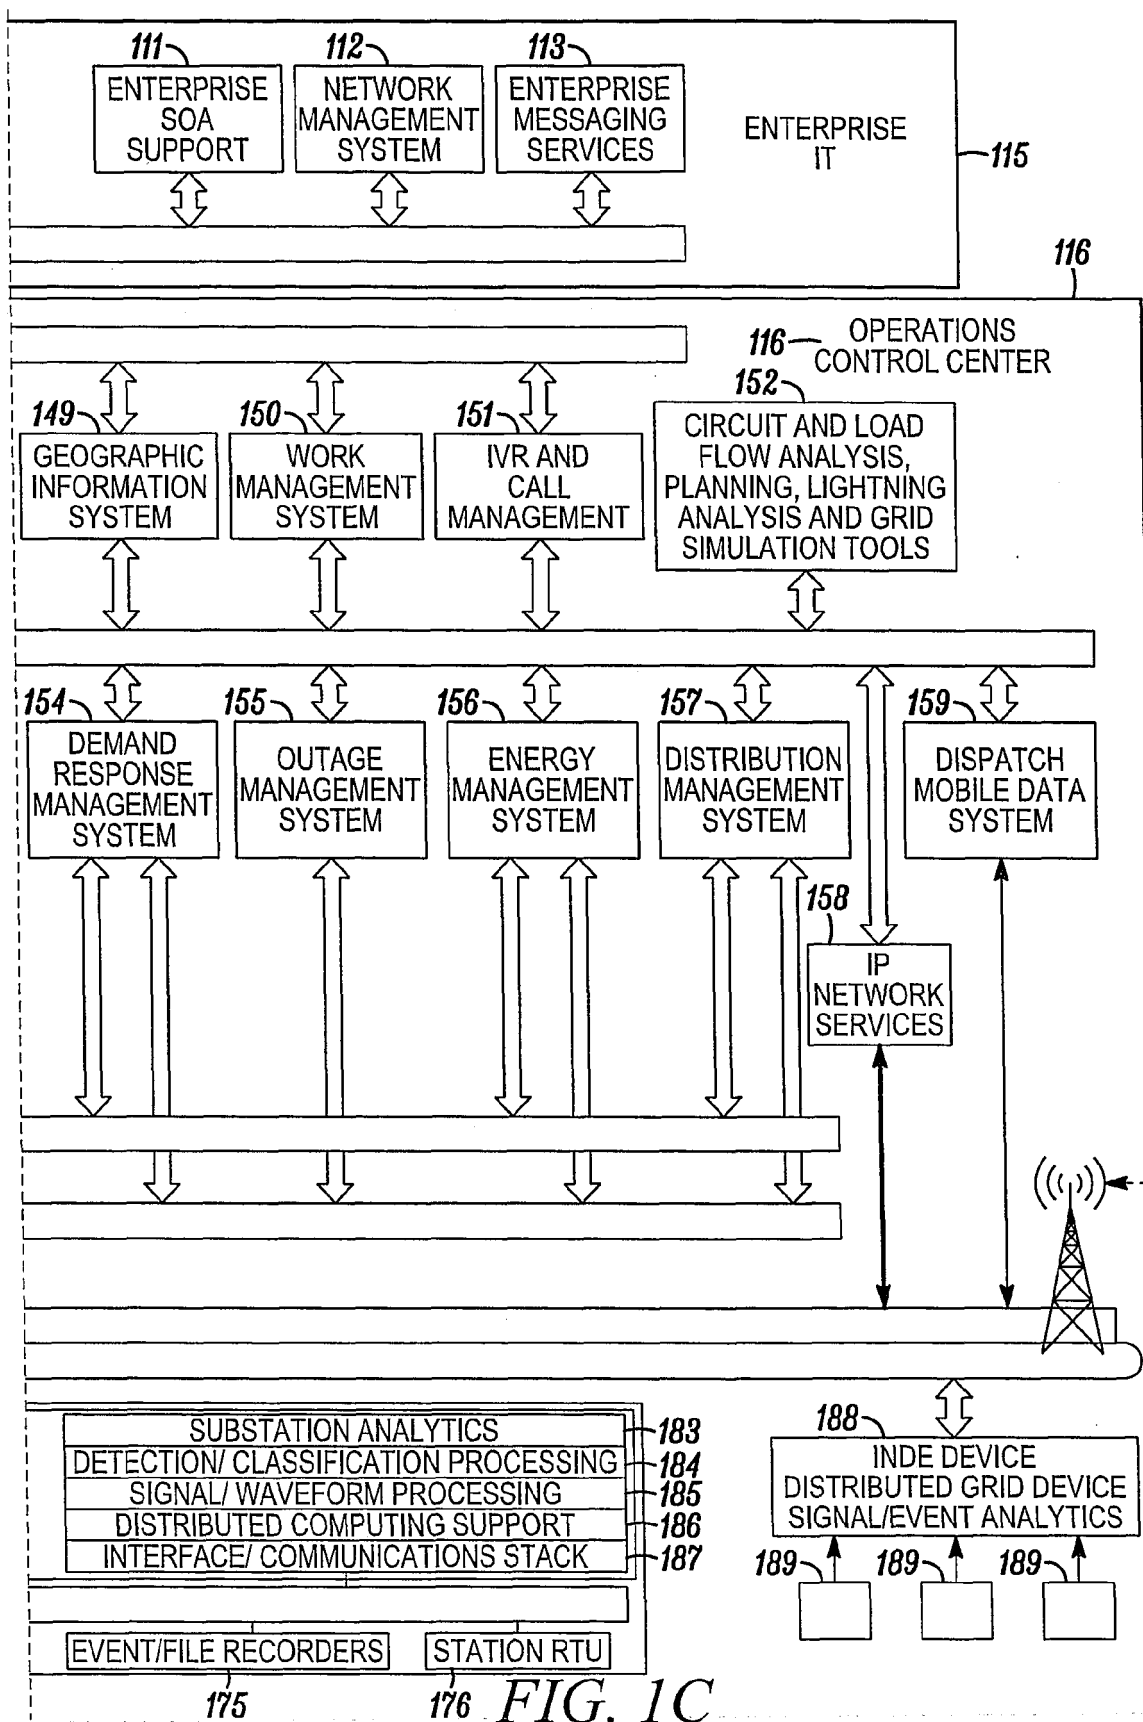 111
112
113
ENTERPRISE
SOA
SUPPORT
NETWORK
MANAGEMENT
SYSTEM
ENTERPRISE
MESSAGING
SERVICES
ENTERPRISE
IT
115
116
OPERATIONS
CONTROL CENTER
116
149
150
151
152
GEOGRAPHIC
INFORMATION
SYSTEM
WORK
MANAGEMENT
SYSTEM
IVR AND
CALL
MANAGEMENT
CIRCUIT AND LOAD
FLOW ANALYSIS,
PLANNING, LIGHTNING
ANALYSIS AND GRID
SIMULATION TOOLS
154
155
156
157
159
DEMAND
RESPONSE
MANAGEMENT
SYSTEM
OUTAGE
MANAGEMENT
SYSTEM
ENERGY
MANAGEMENT
SYSTEM
DISTRIBUTION
MANAGEMENT
SYSTEM
DISPATCH
MOBILE DATA
SYSTEM
158
IP
NETWORK
SERVICES
SUBSTATION ANALYTICS
183
DETECTION/ CLASSIFICATION PROCESSING
184
SIGNAL/ WAVEFORM PROCESSING
185
DISTRIBUTED COMPUTING SUPPORT
186
INTERFACE/ COMMUNICATIONS STACK
187
188
INDE DEVICE
DISTRIBUTED GRID DEVICE
SIGNAL/EVENT ANALYTICS
189
189
189
EVENT/FILE RECORDERS
STATION RTU
175
176
FIG. 1C